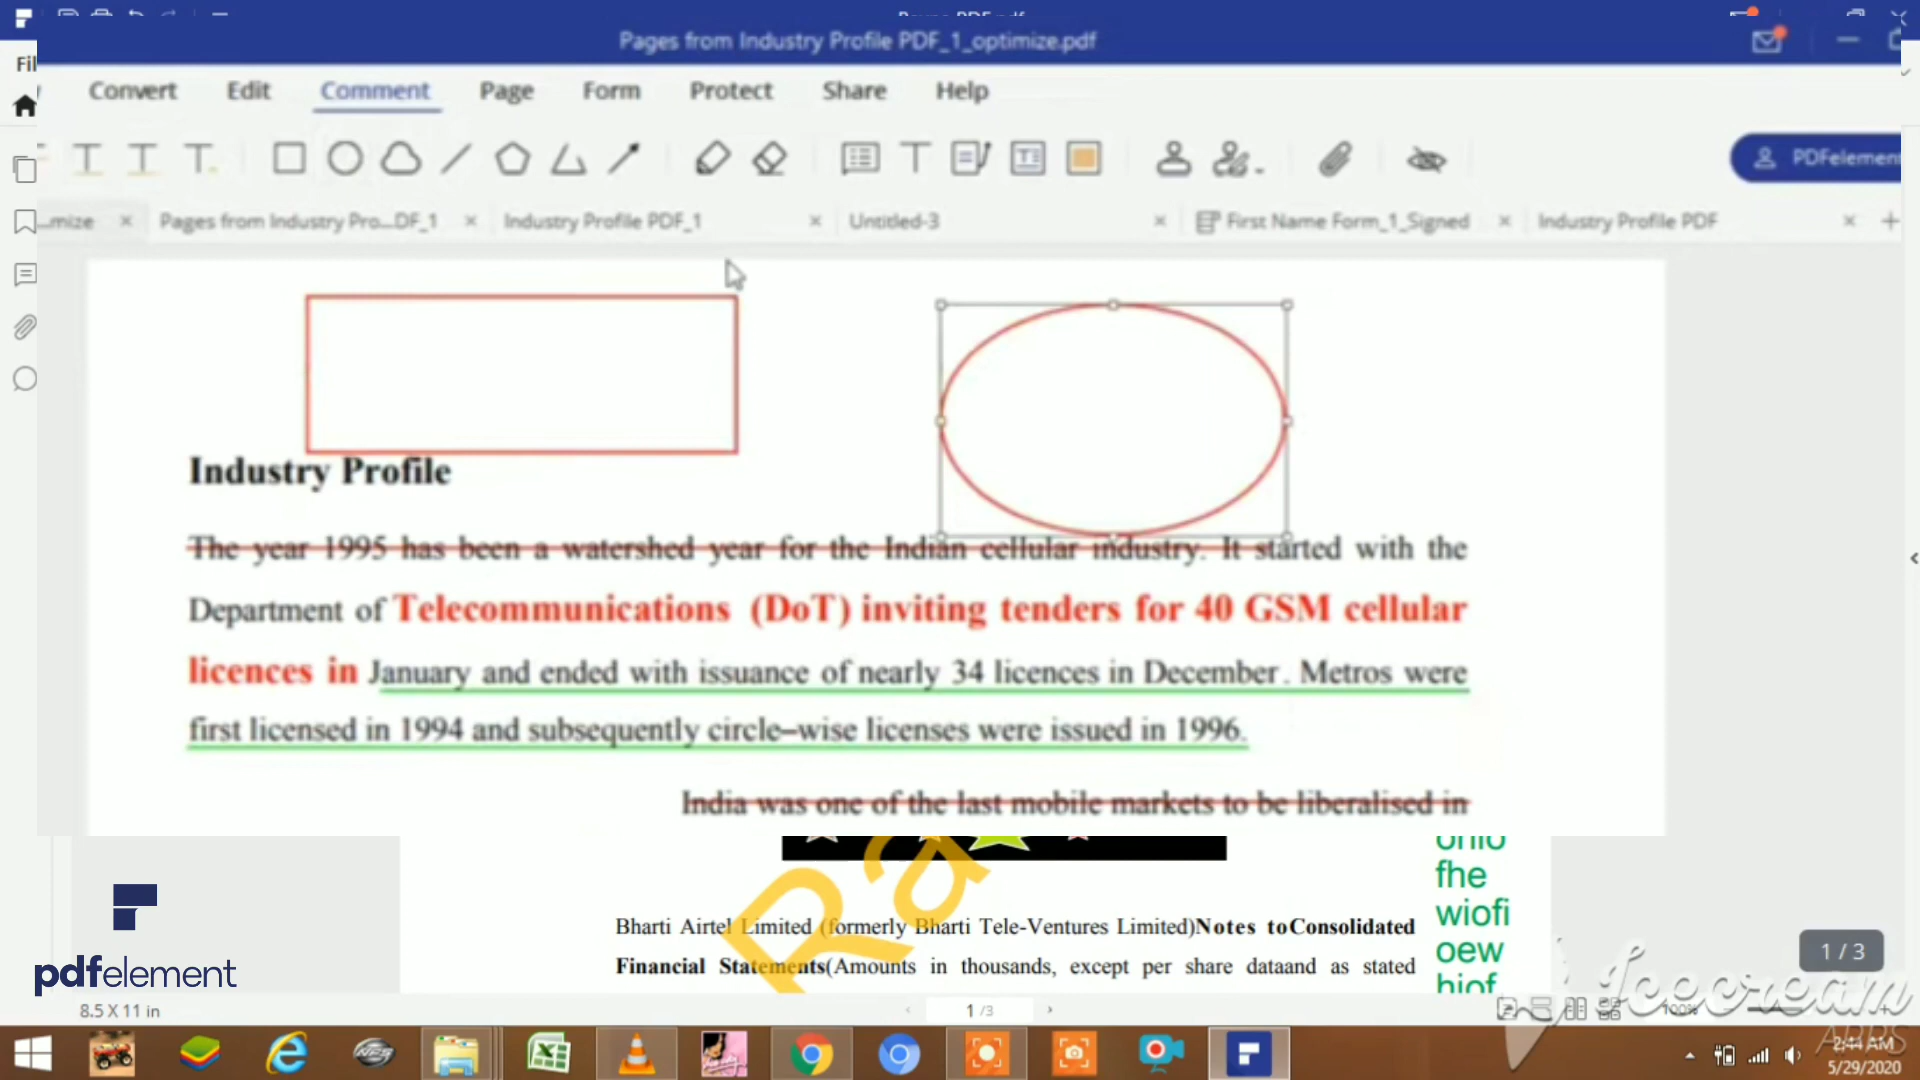 Pages from Industry Profile PDF_1_optimize.pdf
Fil
Convert Edit Comment Page Form Protect Share Help
PDFelement
...mize × Pages from Industry Pro...DF_1 × Industry Profile PDF_1 × Untitled-3 × First Name Form_1_Signed × Industry Profile PDF × +
Industry Profile
The year 1995 has been a watershed year for the Indian cellular industry. It started with the
Department of Telecommunications (DoT) inviting tenders for 40 GSM cellular
licences in January and ended with issuance of nearly 34 licences in December. Metros were
first licensed in 1994 and subsequently circle–wise licenses were issued in 1996.
India was one of the last mobile markets to be liberalised in
Ra
fhe
wiofi
oew
hiof
Bharti Airtel Limited (formerly Bharti Tele-Ventures Limited)Notes toConsolidated
Financial Statements(Amounts in thousands, except per share dataand as stated
pdfelement
1 / 3
Icecream
APPS
8.5 X 11 in
1 /3
100%
2:44 AM
5/29/2020